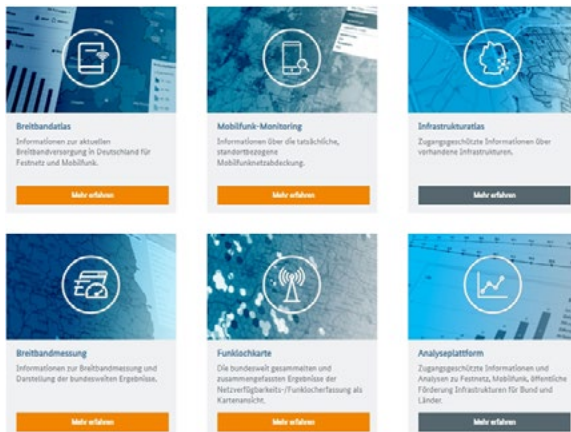 Breitbandatlas
Informationen zur aktuellen
Breitbandversorgung in Deutschland für
Festnetz und Mobilfunk.
Mehr erfahren
Mobilfunk-Monitoring
Informationen über die tatsächliche,
standortbezogene
Mobilfunknetzabdeckung.
Mehr erfahren
Infrastrukturatlas
Zugangsgeschützte Informationen über
vorhandene Infrastrukturen.
Mehr erfahren
Breitbandmessung
Informationen zur Breitbandmessung und
Darstellung der bundesweiten Ergebnisse.
Mehr erfahren
Funklochkarte
Die bundesweit gesammelten und
zusammengefassten Ergebnisse der
Netzverfügbarkeits-/Funklocherfassung als
Kartenansicht.
Mehr erfahren
Analyseplattform
Zugangsgeschützte Informationen und
Analysen zu Festnetz, Mobilfunk, öffentliche
Förderung Infrastrukturen für Bund und
Länder.
Mehr erfahren